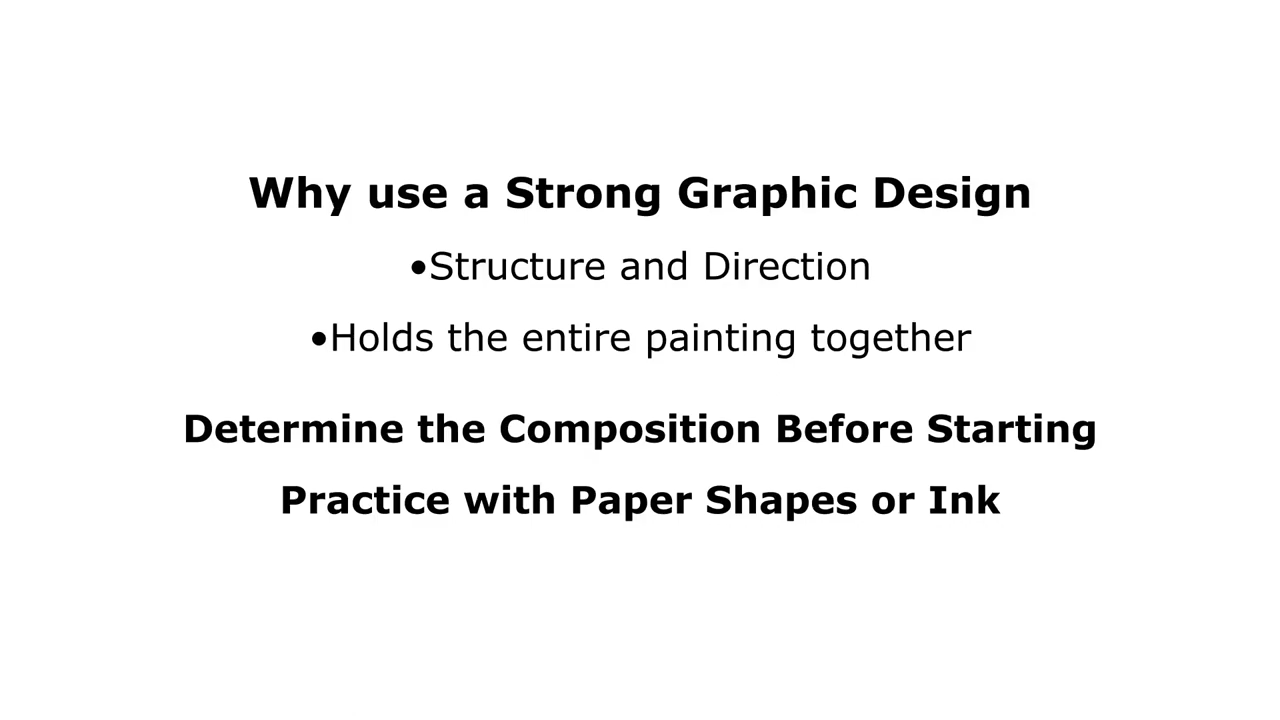 Why use a Strong Graphic Design
•Structure and Direction
•Holds the entire painting together
Determine the Composition Before Starting
Practice with Paper Shapes or Ink